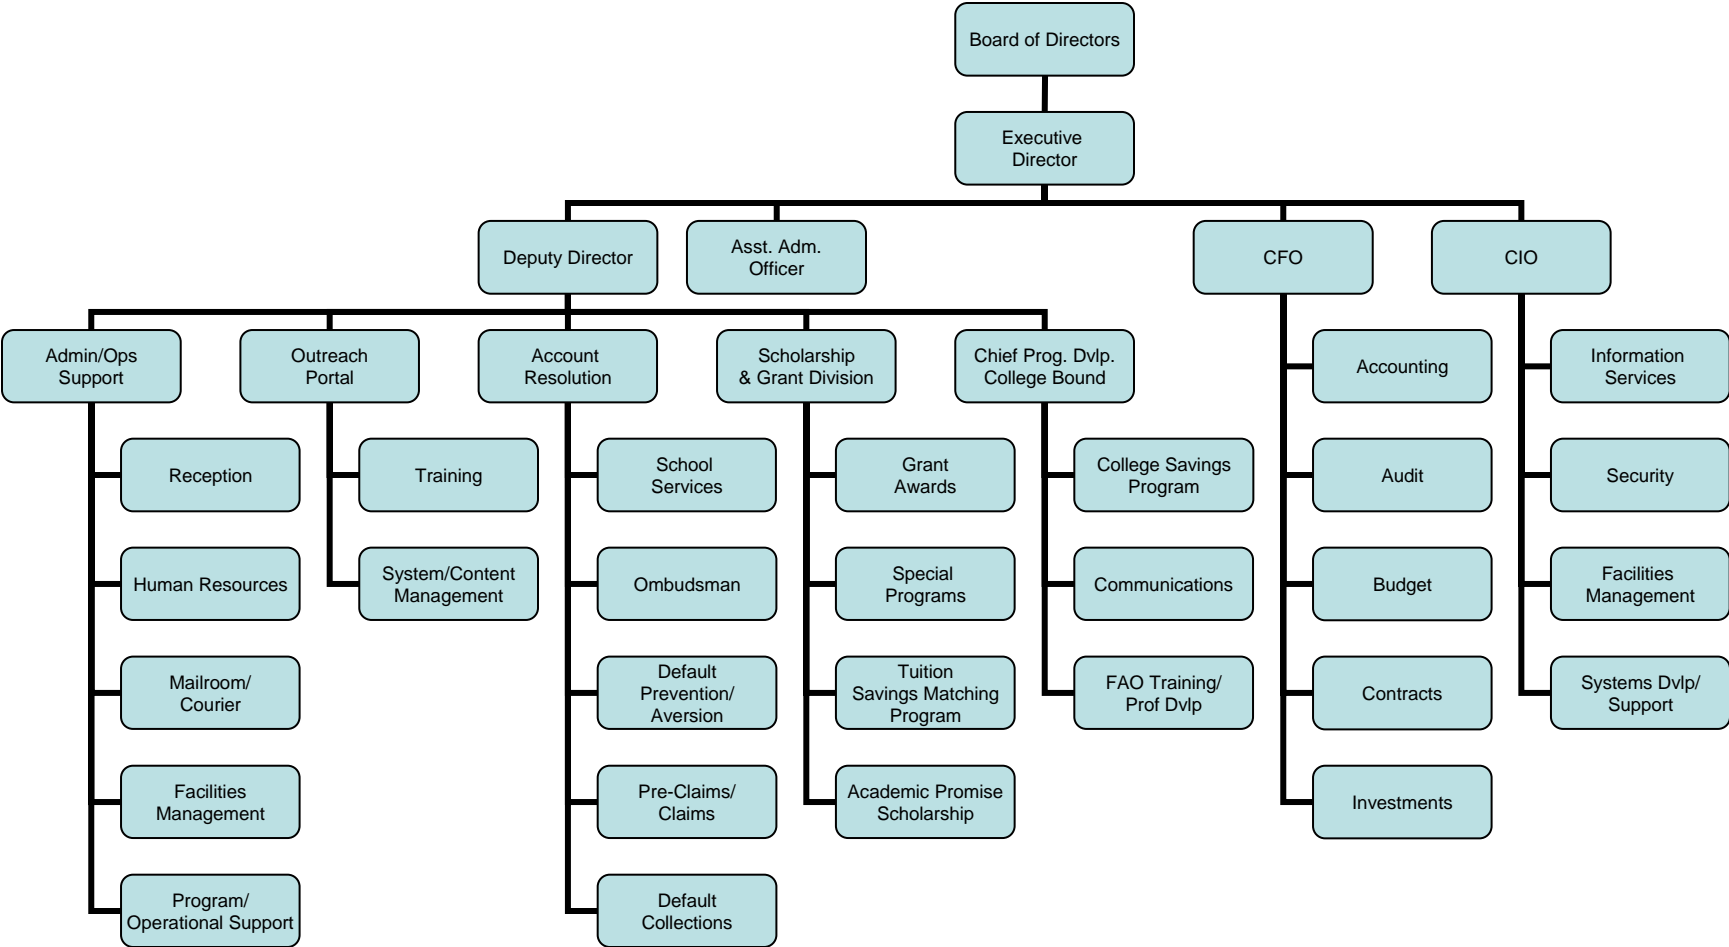 Board of Directors
Executive
Director
Deputy Director
Asst. Adm.
Officer
CFO
CIO
Admin/Ops
Support
Outreach
Portal
Account
Resolution
Scholarship
& Grant Division
Chief Prog. Dvlp.
College Bound
Accounting
Information
Services
Reception
Training
School
Services
Grant
Awards
College Savings
Program
Audit
Security
Human Resources
System/Content
Management
Ombudsman
Special
Programs
Communications
Budget
Facilities
Management
Mailroom/
Courier
Default
Prevention/
Aversion
Tuition
Savings Matching
Program
FAO Training/
Prof Dvlp
Contracts
Systems Dvlp/
Support
Facilities
Management
Pre-Claims/
Claims
Academic Promise
Scholarship
Investments
Program/
Operational Support
Default
Collections